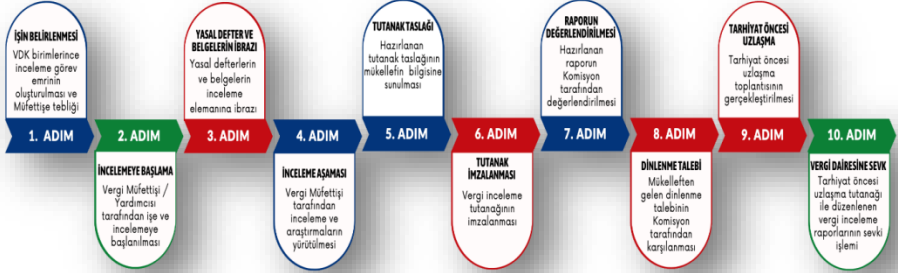 İŞİN BELİRLENMESİ
VDK birimlerince
inceleme görev
emrinin
oluşturulması ve
Müfettişe tebliği
1. ADIM
2. ADIM
İNCELEMEYE BAŞLAMA
Vergi Müfettişi /
Yardımcısı
tarafından işe ve
incelemeye
başlanılması
YASAL DEFTER VE
BELGELERİN İBRAZI
Yasal defterlerin
ve belgelerin
inceleme
elemanına ibrazı
3. ADIM
4. ADIM
İNCELEME AŞAMASI
Vergi Müfettişi
tarafından
inceleme ve
araştırmaların
yürütülmesi
TUTANAK TASLAĞI
Hazırlanan
tutanak taslağının
mükellefin bilgisine
sunulması
5. ADIM
6. ADIM
TUTANAK
İMZALANMASI
Vergi inceleme
tutanağının
imzalanması
RAPORUN
DEĞERLENDİRİLMESİ
Hazırlanan
raporun
Komisyon
tarafından
değerlendirilmesi
7. ADIM
8. ADIM
DİNLENME TALEBİ
Mükelleften
gelen dinlenme
talebinin
Komisyon
tarafından
karşılanması
TARHİYAT ÖNCESİ
UZLAŞMA
Tarhiyat öncesi
uzlaşma
toplantısının
gerçekleştirilmesi
9. ADIM
10. ADIM
VERGİ DAİRESİNE SEVK
Tarhiyat öncesi
uzlaşma tutanağı
ile düzenlenen
vergi inceleme
raporlarının sevki
işlemi